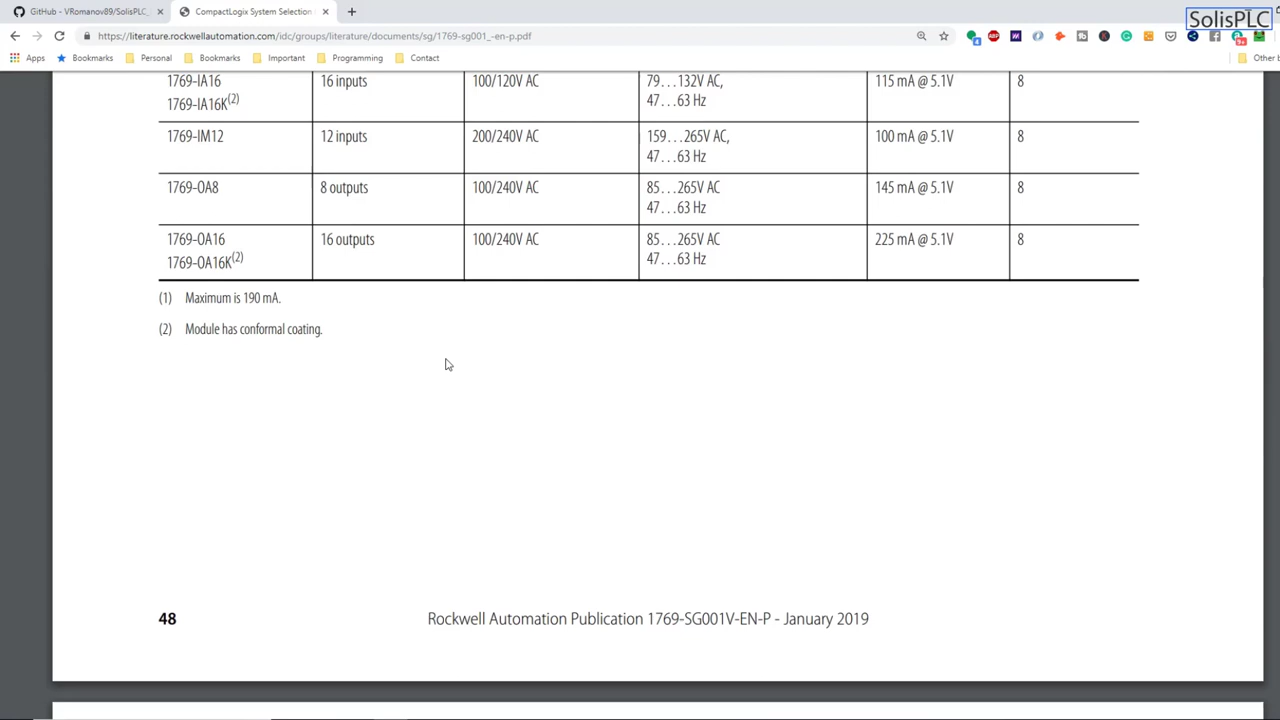 GitHub - VRomanov89/SolisPLC_
CompactLogix System Selection
SolisPLC
https://literature.rockwellautomation.com/idc/groups/literature/documents/sg/1769-sg001_-en-p.pdf
Apps Bookmarks Personal Bookmarks Important Programming Contact Other b
1769-IA16 16 inputs 100/120V AC 79…132V AC, 115 mA @ 5.1V 8
1769-IA16K(2) 47…63 Hz
1769-IM12 12 inputs 200/240V AC 159…265V AC, 100 mA @ 5.1V 8
47…63 Hz
1769-OA8 8 outputs 100/240V AC 85…265V AC 145 mA @ 5.1V 8
47…63 Hz
1769-OA16 16 outputs 100/240V AC 85…265V AC 225 mA @ 5.1V 8
1769-OA16K(2) 47…63 Hz
(1) Maximum is 190 mA.
(2) Module has conformal coating.
48 Rockwell Automation Publication 1769-SG001V-EN-P - January 2019